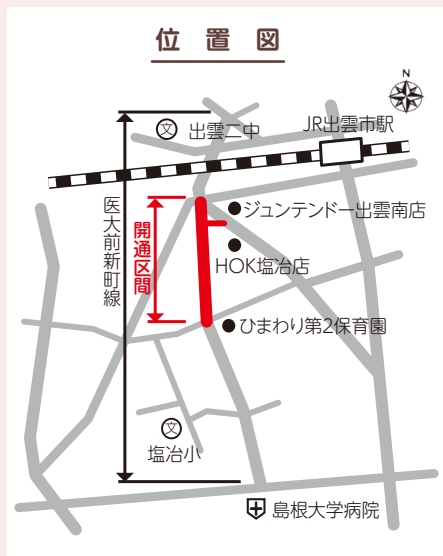 位置図
N
文
出雲二中
JR出雲市駅
医大前新町線
開通区間
ジュンテンドー出雲南店
HOK塩冶店
ひまわり第2保育園
文
塩冶小
島根大学病院